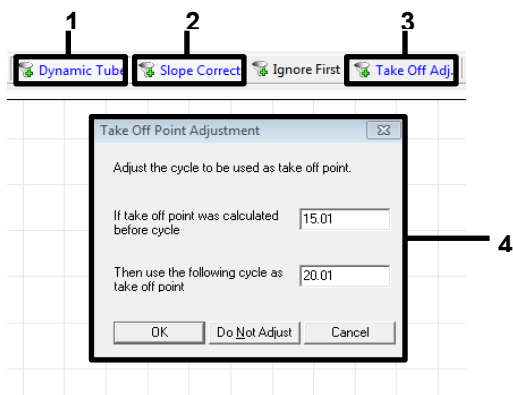 1 2 3
Dynamic Tube Slope Correct Ignore First Take Off Adj.
Take Off Point Adjustment
Adjust the cycle to be used as take off point.
If take off point was calculated
before cycle
15.01
4
Then use the following cycle as
take off point
20.01
OK Do Not Adjust Cancel